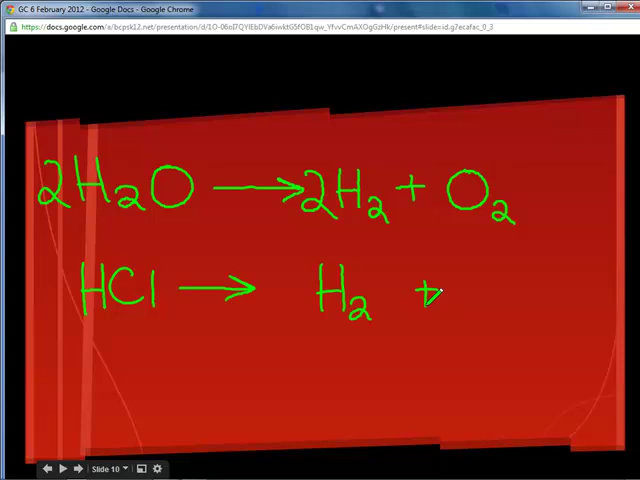 GC 6 February 2012 - Google Docs - Google Chrome
https://docs.google.com/a/bcpsk12.net/presentation/d/1O-06oI7QYIEbDVa6iwktG5fOB1ng_YfvvCmXAXOGzHM/present#slide=id.g7ecafac_0_3
2H₂O → 2H₂ + O₂
HCl → H₂ +
Slide 10